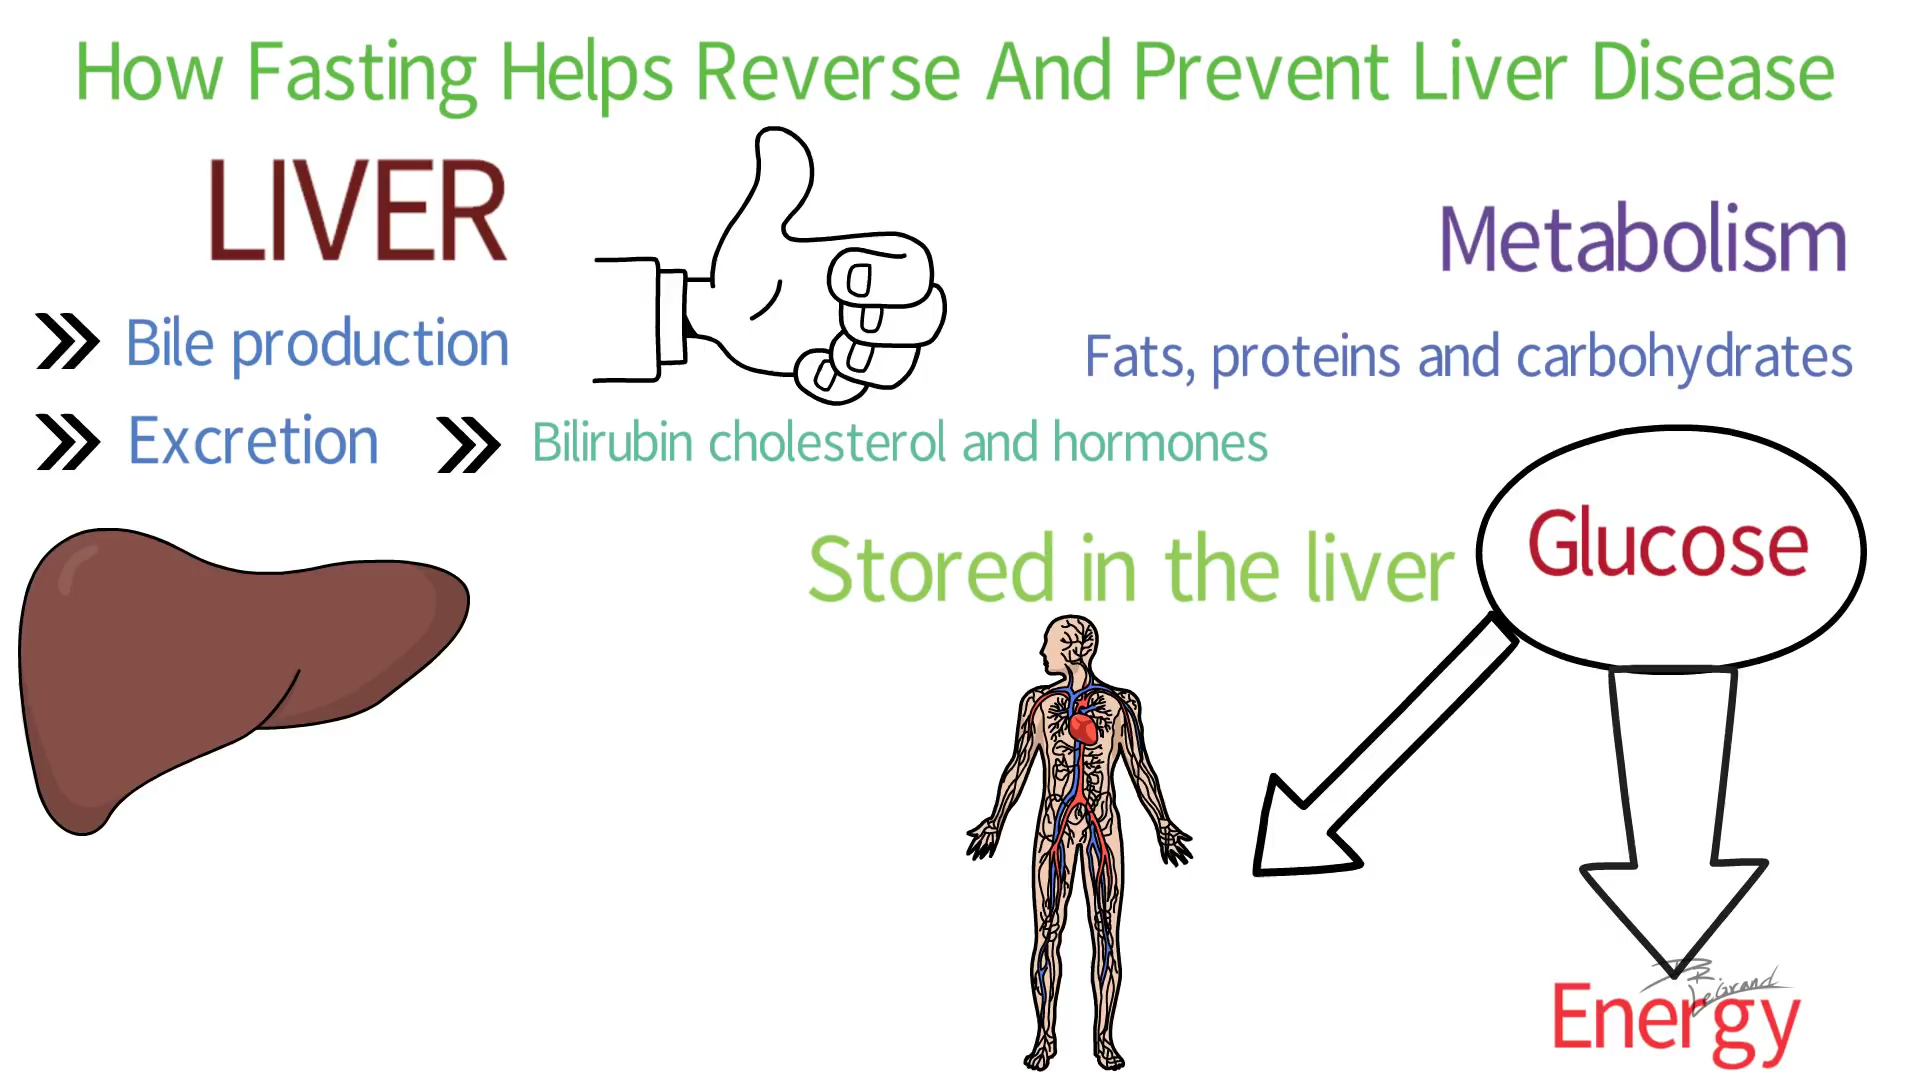 How Fasting Helps Reverse And Prevent Liver Disease
LIVER
Bile production
Excretion
Bilirubin cholesterol and hormones
Metabolism
Fats, proteins and carbohydrates
Glucose
Stored in the liver
Energy
LeGrand